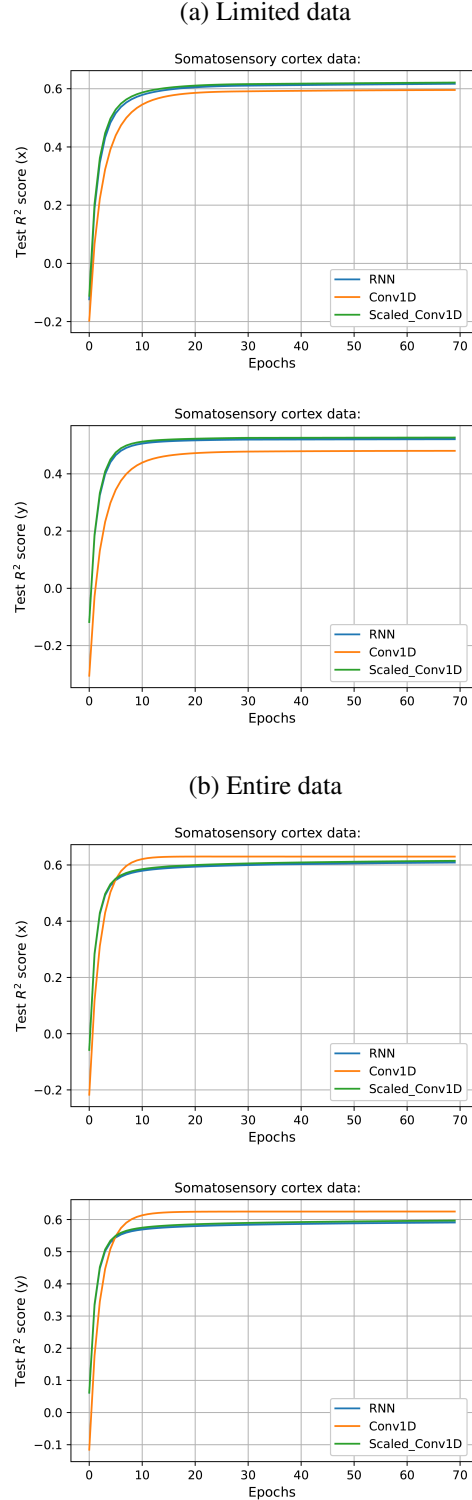 (a) Limited data
Somatosensory cortex data:
0.6
0.4
0.2
0.0
−0.2
Test R² score (x)
0 10 20 30 40 50 60 70
Epochs
RNN
Conv1D
Scaled_Conv1D
Somatosensory cortex data:
0.4
0.2
0.0
−0.2
Test R² score (y)
0 10 20 30 40 50 60 70
Epochs
RNN
Conv1D
Scaled_Conv1D
(b) Entire data
Somatosensory cortex data:
0.6
0.4
0.2
0.0
−0.2
Test R² score (x)
0 10 20 30 40 50 60 70
Epochs
RNN
Conv1D
Scaled_Conv1D
Somatosensory cortex data:
0.6
0.5
0.4
0.3
0.2
0.1
0.0
−0.1
Test R² score (y)
0 10 20 30 40 50 60 70
Epochs
RNN
Conv1D
Scaled_Conv1D